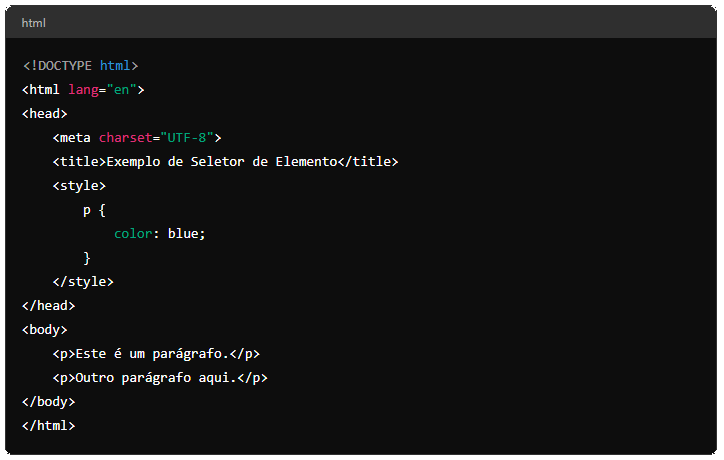 html
<!DOCTYPE html>
<html lang="en">
<head>
    <meta charset="UTF-8">
    <title>Exemplo de Seletor de Elemento</title>
    <style>
        p {
            color: blue;
        }
    </style>
</head>
<body>
    <p>Este é um parágrafo.</p>
    <p>Outro parágrafo aqui.</p>
</body>
</html>